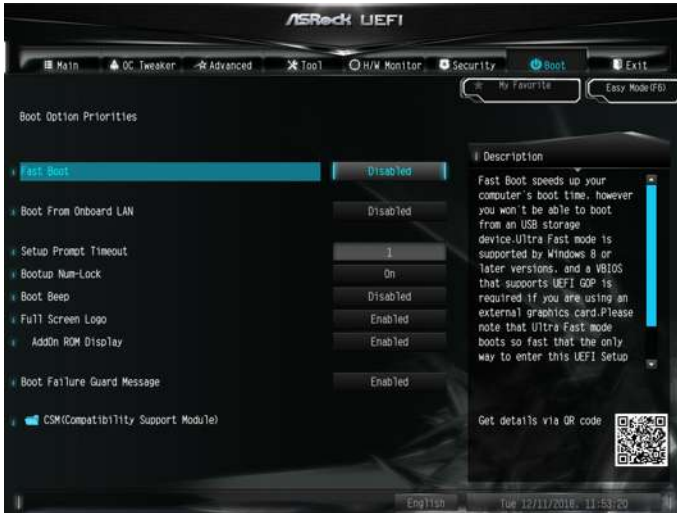 ASRock UEFI
Main OC Tweaker Advanced Tool H/W Monitor Security Boot Exit
My Favorite Easy Mode(F6)
Boot Option Priorities
Fast Boot Disabled
Boot From Onboard LAN Disabled
Setup Prompt Timeout 1
Bootup Num-Lock On
Boot Beep Disabled
Full Screen Logo Enabled
AddOn ROM Display Enabled
Boot Failure Guard Message Enabled
CSM(Compatibility Support Module)
Description
Fast Boot speeds up your
computer's boot time, however
you won't be able to boot
from an USB storage
device.Ultra Fast mode is
supported by Windows 8 or
later versions, and a VBIOS
that supports UEFI GOP is
required if you are using an
external graphics card.Please
note that Ultra Fast mode
boots so fast that the only
way to enter this UEFI Setup
Get details via QR code
English Tue 12/11/2018, 11:53:20